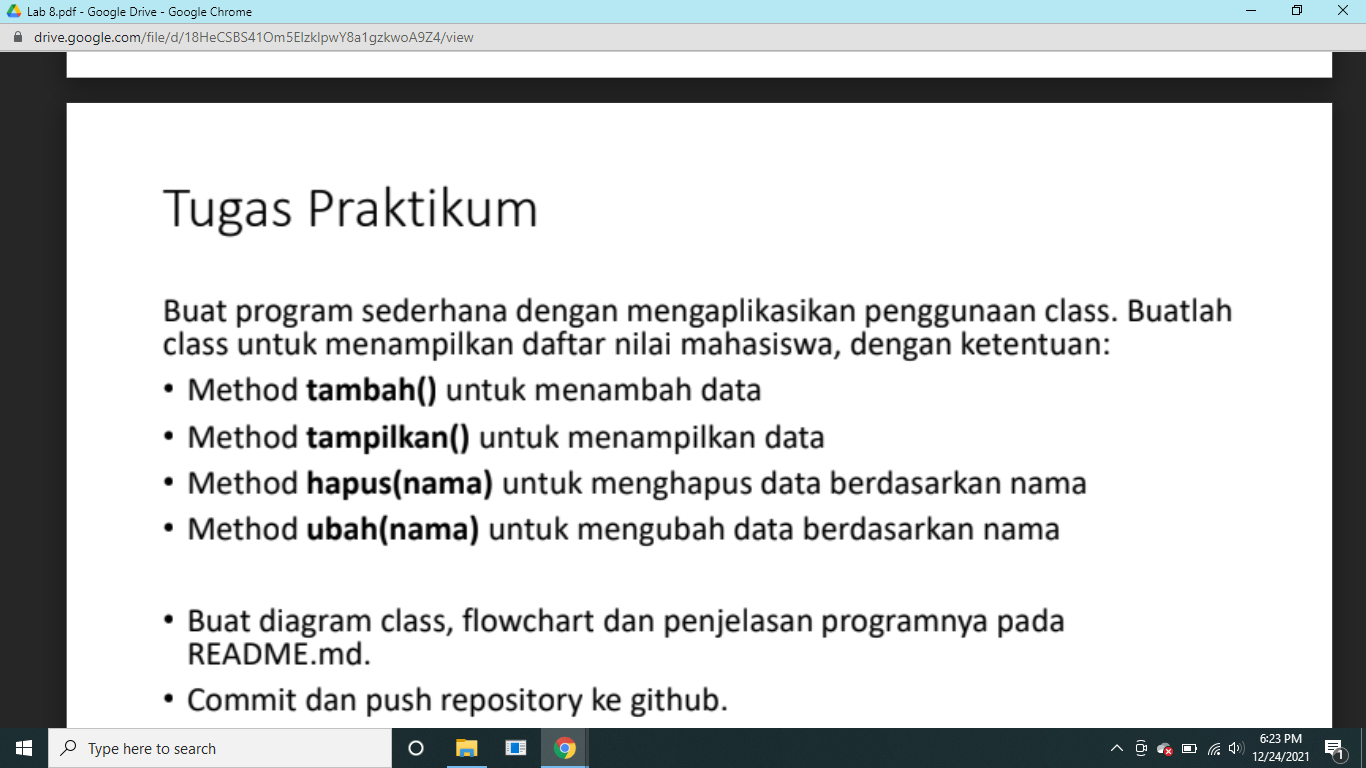 Lab 8.pdf - Google Drive - Google Chrome
drive.google.com/file/d/18HeCSBS41Om5ElzklpwY8a1gzkwoA9Z4/view
Tugas Praktikum
Buat program sederhana dengan mengaplikasikan penggunaan class. Buatlah
class untuk menampilkan daftar nilai mahasiswa, dengan ketentuan:
• Method tambah() untuk menambah data
• Method tampilkan() untuk menampilkan data
• Method hapus(nama) untuk menghapus data berdasarkan nama
• Method ubah(nama) untuk mengubah data berdasarkan nama
• Buat diagram class, flowchart dan penjelasan programnya pada
README.md.
• Commit dan push repository ke github.
Type here to search
6:23 PM
12/24/2021
1